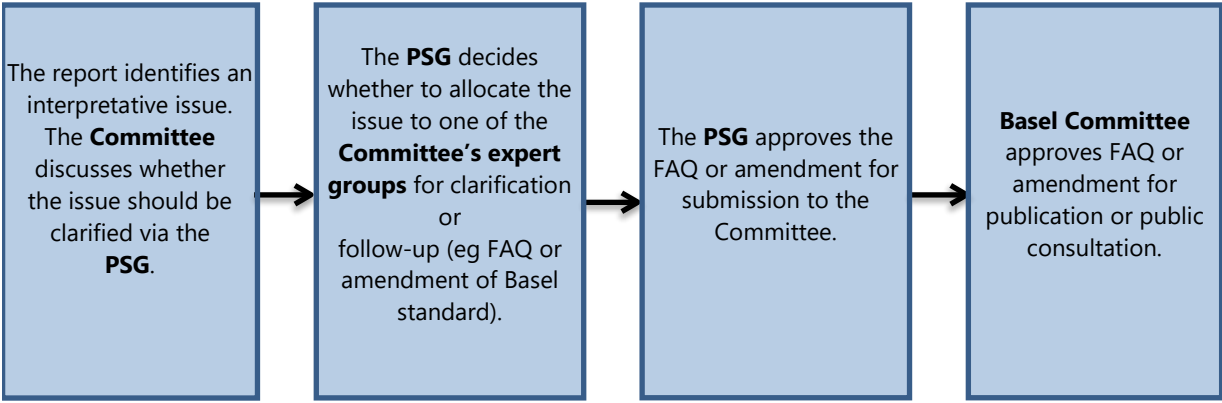 The report identifies an
interpretative issue.
The Committee
discusses whether
the issue should be
clarified via the
PSG.
The PSG decides
whether to allocate the
issue to one of the
Committee's expert
groups for clarification
or
follow-up (eg FAQ or
amendment of Basel
standard).
The PSG approves the
FAQ or amendment for
submission to the
Committee.
Basel Committee
approves FAQ or
amendment for
publication or public
consultation.